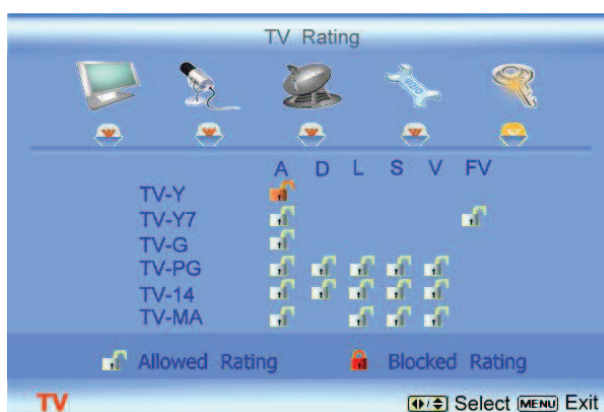 TV Rating
A D L S V FV
TV-Y
TV-Y7
TV-G
TV-PG
TV-14
TV-MA
Allowed Rating Blocked Rating
TV Select MENU Exit